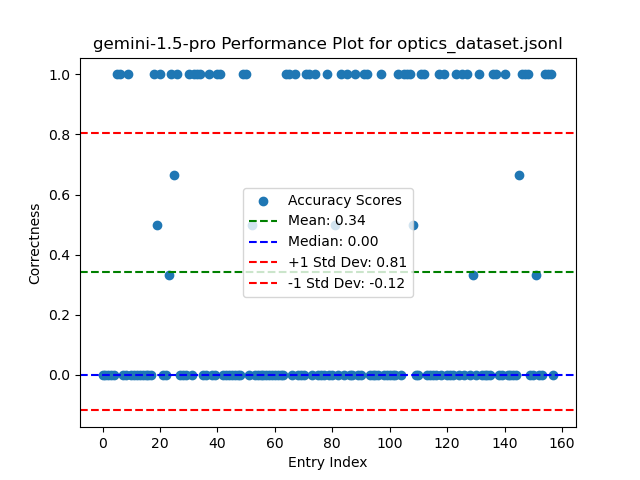 gemini-1.5-pro Performance Plot for optics_dataset.jsonl
1.0
0.8
0.6
0.4
0.2
0.0
Correctness
Accuracy Scores
Mean: 0.34
Median: 0.00
+1 Std Dev: 0.81
-1 Std Dev: -0.12
0 20 40 60 80 100 120 140 160
Entry Index